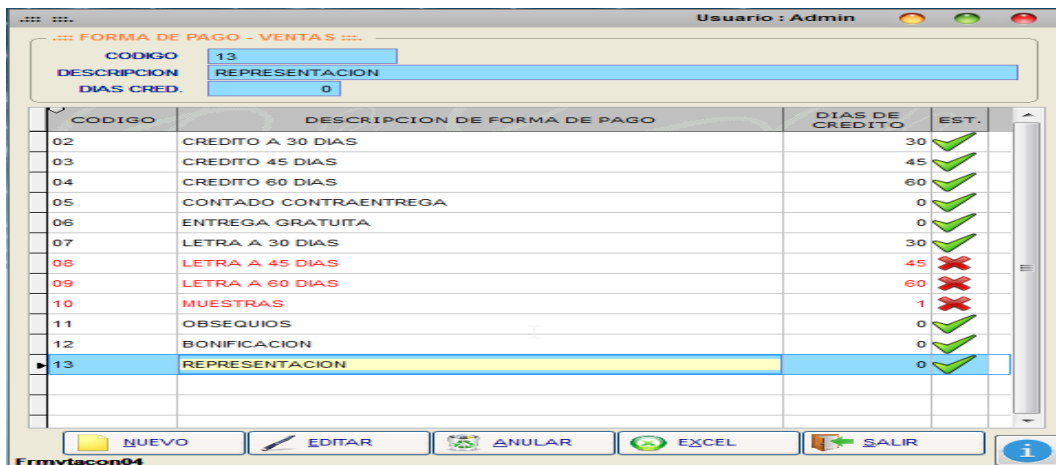 .::: :::. Usuario : Admin
.::: FORMA DE PAGO - VENTAS :::.
CODIGO 13
DESCRIPCION REPRESENTACION
DIAS CRED. 0
CODIGO DESCRIPCION DE FORMA DE PAGO DIAS DE CREDITO EST.
02 CREDITO A 30 DIAS 30
03 CREDITO 45 DIAS 45
04 CREDITO 60 DIAS 60
05 CONTADO CONTRAENTREGA 0
06 ENTREGA GRATUITA 0
07 LETRA A 30 DIAS 30
08 LETRA A 45 DIAS 45
09 LETRA A 60 DIAS 60
10 MUESTRAS 1
11 OBSEQUIOS 0
12 BONIFICACION 0
13 REPRESENTACION 0
NUEVO EDITAR ANULAR EXCEL SALIR
Frmvtacon04